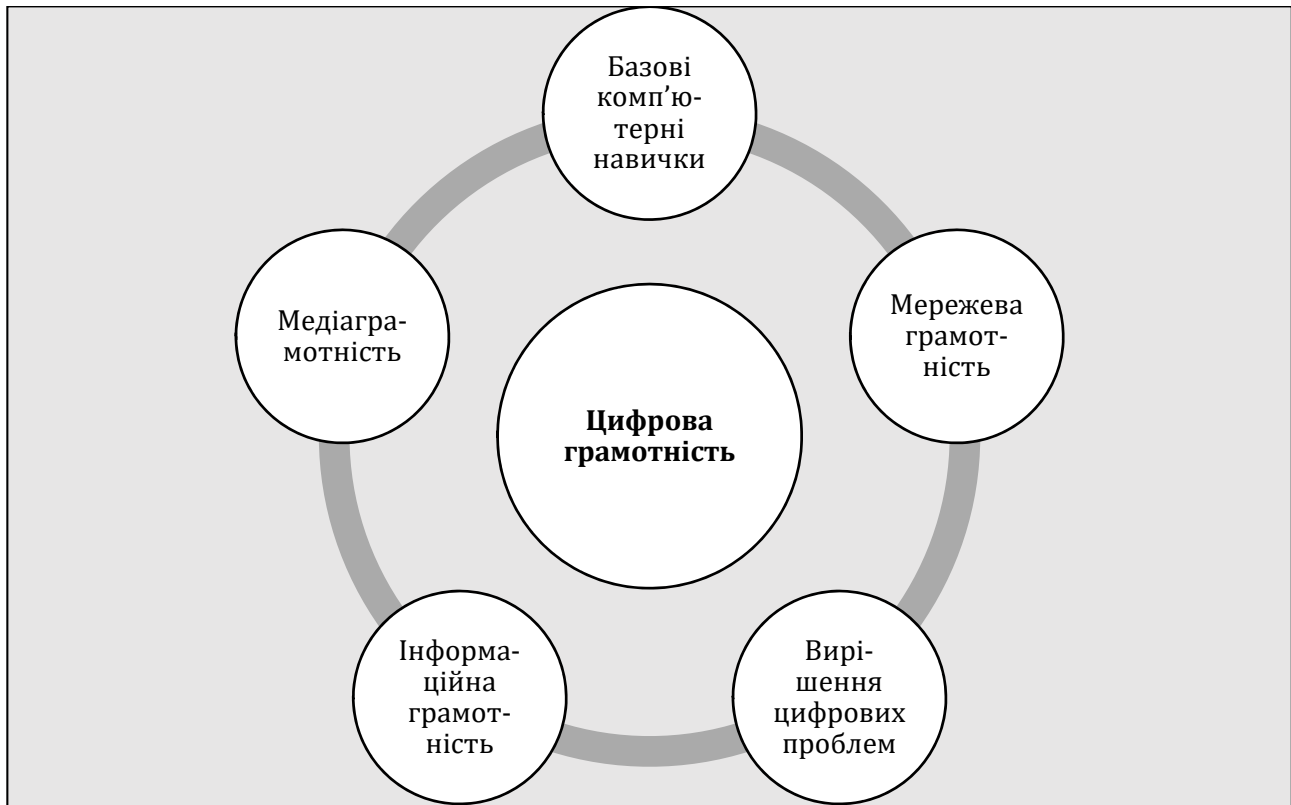 Базові
комп’ю-
терні
навички
Мережева
грамот-
ність
Вирі-
шення
цифрових
проблем
Інформа-
ційна
грамот-
ність
Медіагра-
мотність
Цифрова
грамотність